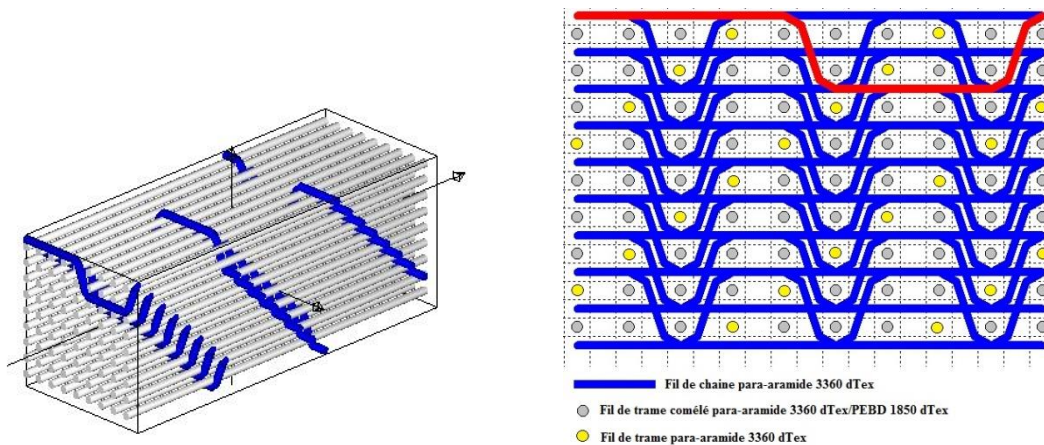 Fil de chaine para-aramide 3360 dTex
Fil de trame comélé para-aramide 3360 dTex/PEBD 1850 dTex
Fil de trame para-aramide 3360 dTex